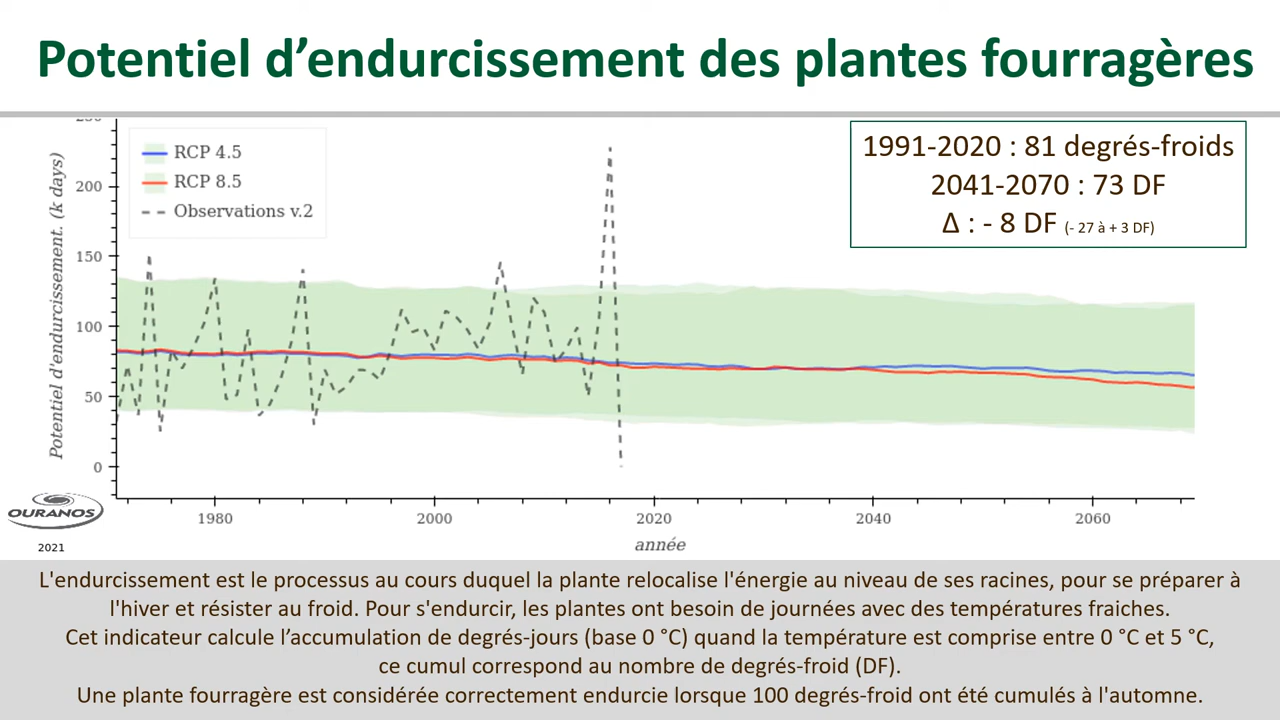 Potentiel d’endurcissement des plantes fourragères
RCP 4.5
RCP 8.5
Observations v.2
1991-2020 : 81 degrés-froids
2041-2070 : 73 DF
Δ : - 8 DF (- 27 à + 3 DF)
Potentiel d'endurcissement. (k days)
200
150
100
50
0
1980
2000
2020
2040
2060
année
OURANOS
2021
L'endurcissement est le processus au cours duquel la plante relocalise l'énergie au niveau de ses racines, pour se préparer à
l'hiver et résister au froid. Pour s'endurcir, les plantes ont besoin de journées avec des températures fraiches.
Cet indicateur calcule l’accumulation de degrés-jours (base 0 °C) quand la température est comprise entre 0 °C et 5 °C,
ce cumul correspond au nombre de degrés-froid (DF).
Une plante fourragère est considérée correctement endurcie lorsque 100 degrés-froid ont été cumulés à l'automne.